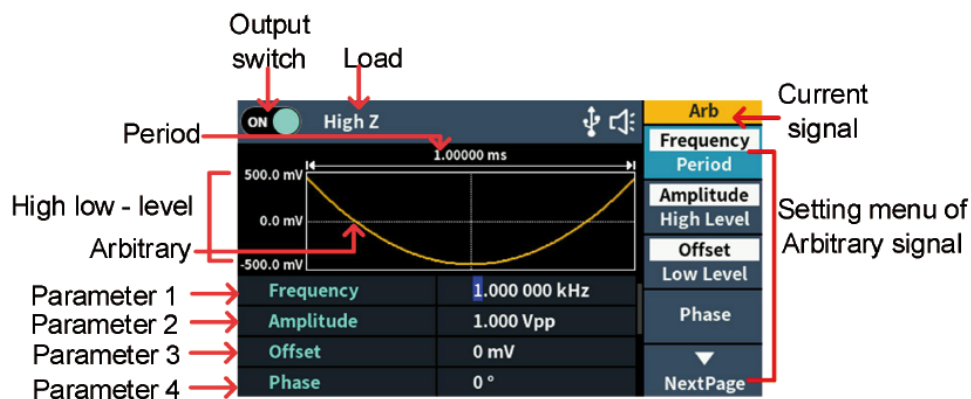 Output
switch
Load
Current
signal
Period
High low - level
Arbitrary
Parameter 1
Parameter 2
Parameter 3
Parameter 4
Setting menu of
Arbitrary signal
ON
High Z
1.00000 ms
500.0 mV
0.0 mV
-500.0 mV
Frequency 1.000 000 kHz
Amplitude 1.000 Vpp
Offset 0 mV
Phase 0 °
Arb
Frequency
Period
Amplitude
High Level
Offset
Low Level
Phase
NextPage